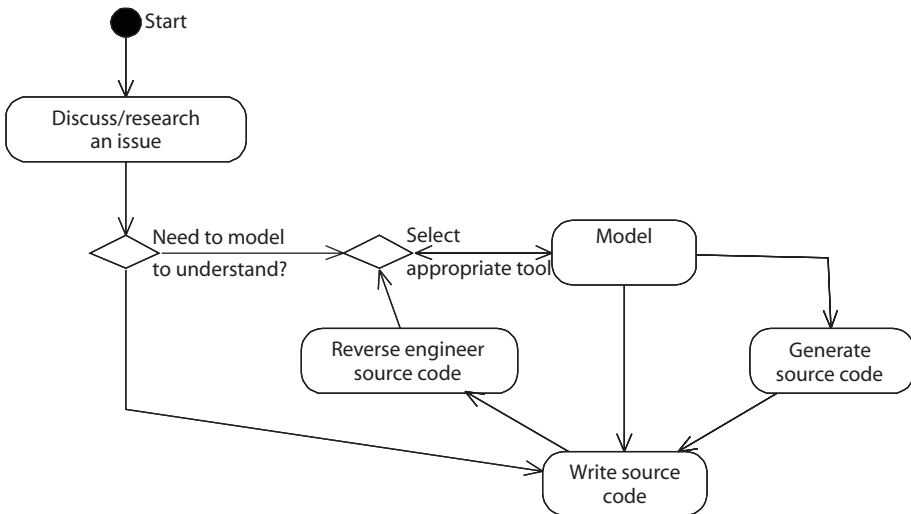 Start
Discuss/research
an issue
Need to model
to understand?
Select
appropriate tool
Model
Reverse engineer
source code
Generate
source code
Write source
code